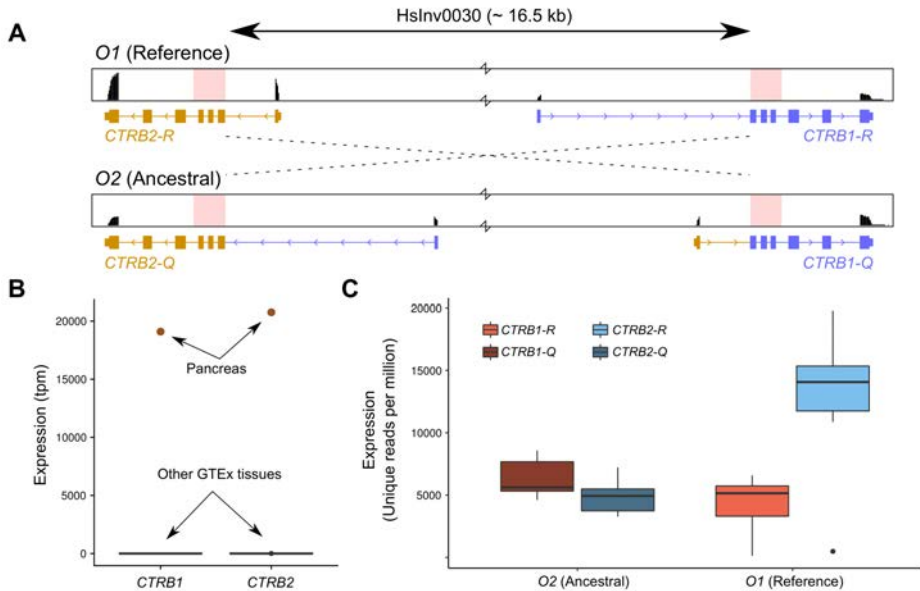 HsInv0030 (~ 16.5 kb)
A
O1 (Reference)
CTRB2-R
CTRB1-R
O2 (Ancestral)
CTRB2-Q
CTRB1-Q
B
Expression (tpm)
20000
15000
10000
5000
0
Pancreas
Other GTEx tissues
CTRB1
CTRB2
C
Expression
(Unique reads per million)
20000
15000
10000
5000
CTRB1-R
CTRB2-R
CTRB1-Q
CTRB2-Q
O2 (Ancestral)
O1 (Reference)